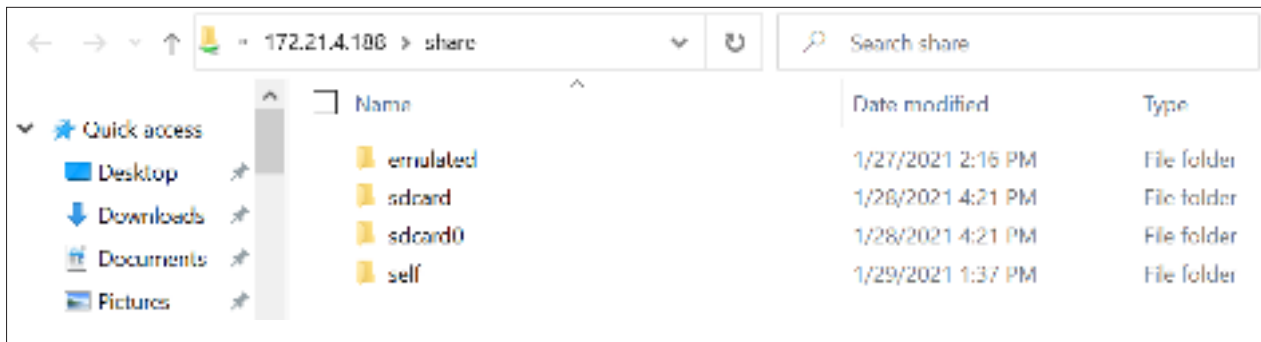 172.21.4.188 > share Search share
Name Date modified Type
Quick access
Desktop
Downloads
Documents
Pictures
emulated 1/27/2021 2:16 PM File folder
sdcard 1/28/2021 4:21 PM File folder
sdcard0 1/28/2021 4:21 PM File folder
self 1/29/2021 1:37 PM File folder